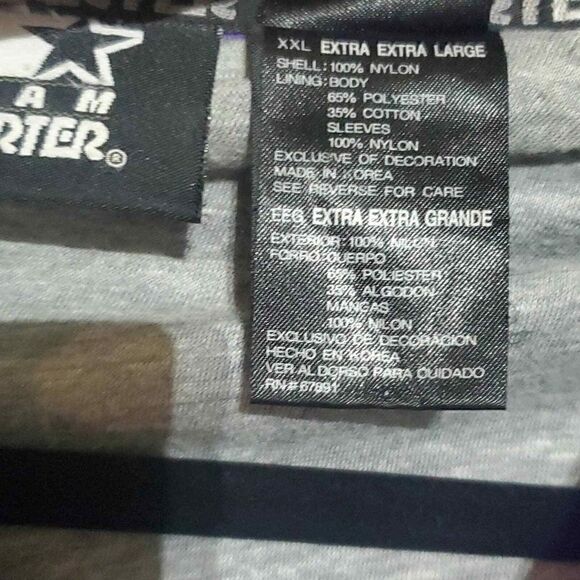 AM
RTER®
XXL EXTRA EXTRA LARGE
SHELL: 100% NYLON
LINING: BODY
65% POLYESTER
35% COTTON
SLEEVES
100% NYLON
EXCLUSIVE OF DECORATION
MADE IN KOREA
SEE REVERSE FOR CARE
EEG EXTRA EXTRA GRANDE
EXTERIOR: 100% NILON
FORRO: CUERPO
65% POLIESTER
35% ALGODON
MANGAS
100% NILON
EXCLUSIVO DE DECORACION
HECHO EN KOREA
VER AL DORSO PARA CUIDADO
RN# 67891